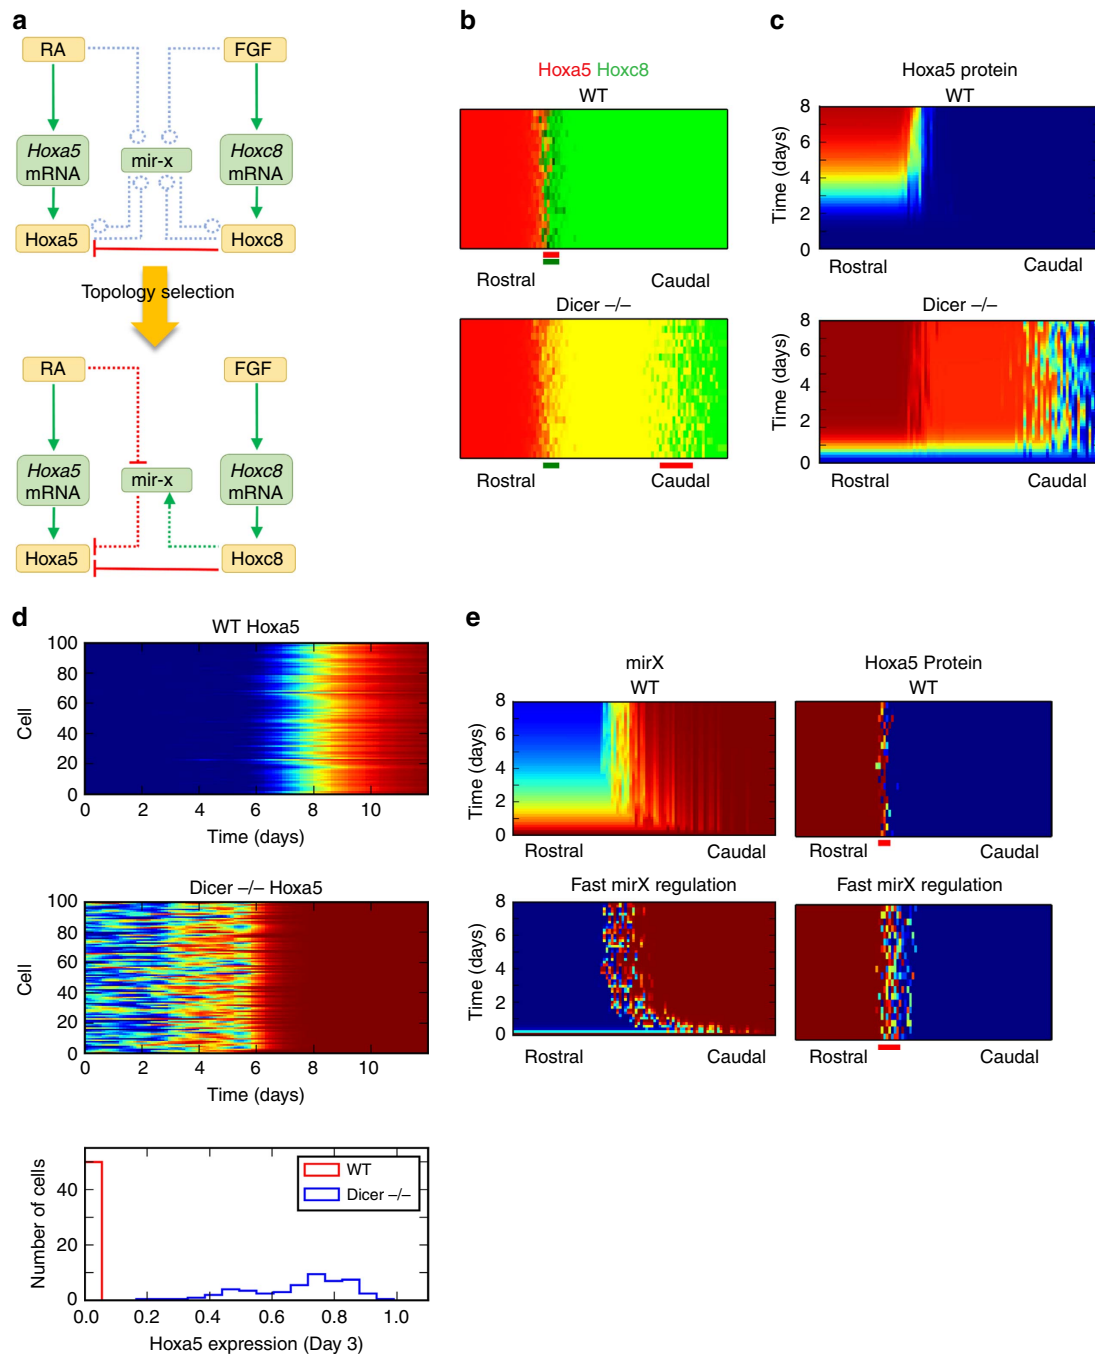 a
RA
FGF
Hoxa5
mRNA
mir-x
Hoxc8
mRNA
Hoxa5
Hoxc8
Topology selection
RA
FGF
Hoxa5
mRNA
mir-x
Hoxc8
mRNA
Hoxa5
Hoxc8
b
Hoxa5 Hoxc8
WT
Rostral
Caudal
Dicer –/–
Rostral
Caudal
c
Hoxa5 protein
WT
8
6
4
2
0
Time (days)
Rostral
Caudal
Dicer –/–
8
6
4
2
0
Time (days)
Rostral
Caudal
d
WT Hoxa5
100
80
60
40
20
0
Cell
0 2 4 6 8 10
Time (days)
Dicer –/– Hoxa5
100
80
60
40
20
0
Cell
0 2 4 6 8 10
Time (days)
WT
Dicer –/–
40
20
0
Number of cells
0.0 0.2 0.4 0.6 0.8 1.0
Hoxa5 expression (Day 3)
e
mirX
WT
8
6
4
2
0
Time (days)
Rostral
Caudal
Hoxa5 Protein
WT
Rostral
Caudal
Fast mirX regulation
8
6
4
2
0
Time (days)
Rostral
Caudal
Fast mirX regulation
Rostral
Caudal